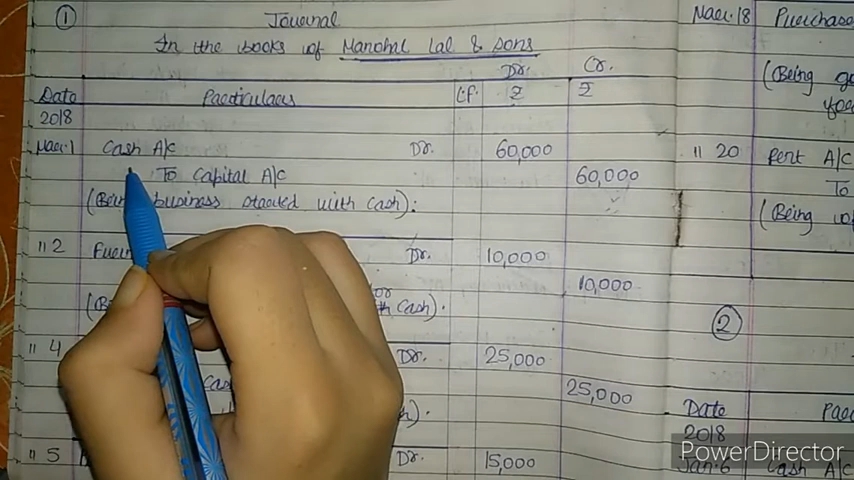 1 Journal
In the books of Manohar Lal & Sons
Dr. Cr.
Date Particulars L.F. ₹ ₹
2018
Mar.1 Cash A/c Dr. 60,000
To Capital A/c 60,000
(Being business started with cash).
" 2 Dr. 10,000
10,000
cash).
" 4 Dr. 25,000
25,000
" 5 Dr. 15,000
Mar. 18 Purchase
(Being
" 20 Rent A/c
To
(Being
2
Date
2018
Jan. 6 Cash A/c
PowerDirector